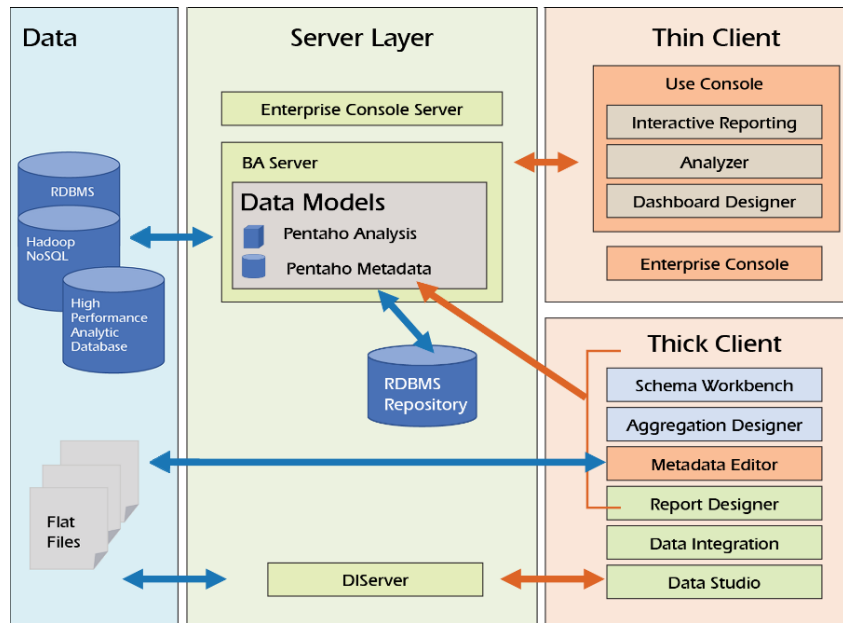 Data
RDBMS
Hadoop
NoSQL
High
Performance
Analytic
Database
Flat
Files
Server Layer
Enterprise Console Server
BA Server
Data Models
Pentaho Analysis
Pentaho Metadata
RDBMS
Repository
DIServer
Thin Client
Use Console
Interactive Reporting
Analyzer
Dashboard Designer
Enterprise Console
Thick Client
Schema Workbench
Aggregation Designer
Metadata Editor
Report Designer
Data Integration
Data Studio